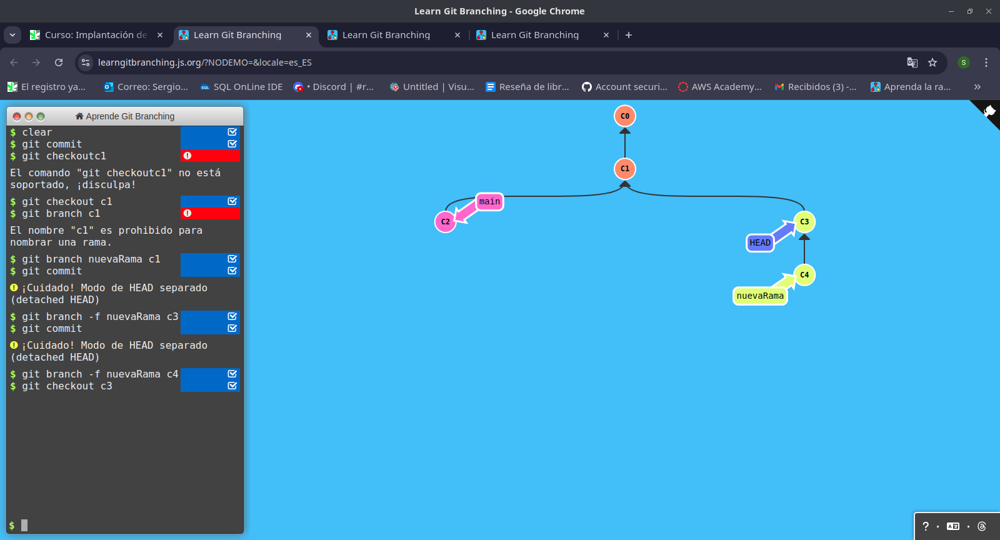 Learn Git Branching - Google Chrome
Curso: Implantación de
Learn Git Branching
Learn Git Branching
Learn Git Branching
learngitbranching.js.org/?NODEMO=&locale=es_ES
S
El registro ya...
Correo: Sergio...
SQL OnLine IDE
• Discord | #r...
Untitled | Visu...
Reseña de libr...
Account securi...
AWS Academy...
Recibidos (3) -...
Aprenda la ra...
»
Aprende Git Branching
$ clear
$ git commit
$ git checkoutc1
El comando "git checkoutc1" no está
soportado, ¡disculpa!
$ git checkout c1
$ git branch c1
El nombre "c1" es prohibido para
nombrar una rama.
$ git branch nuevaRama c1
$ git commit
¡Cuidado! Modo de HEAD separado
(detached HEAD)
$ git branch -f nuevaRama c3
$ git commit
¡Cuidado! Modo de HEAD separado
(detached HEAD)
$ git branch -f nuevaRama c4
$ git checkout c3
$
C0
C1
main
C2
C3
HEAD
C4
nuevaRama
? · ·